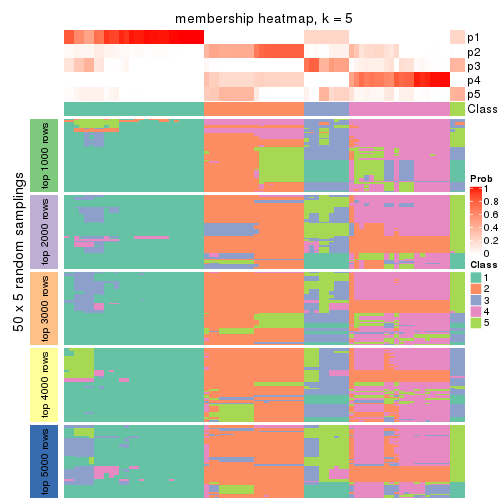 membership heatmap, k = 5
p1
p2
p3
p4
p5
Class
50 x 5 random samplings
top 1000 rows
top 2000 rows
top 3000 rows
top 4000 rows
top 5000 rows
Prob
1
0.8
0.6
0.4
0.2
0
Class
1
2
3
4
5